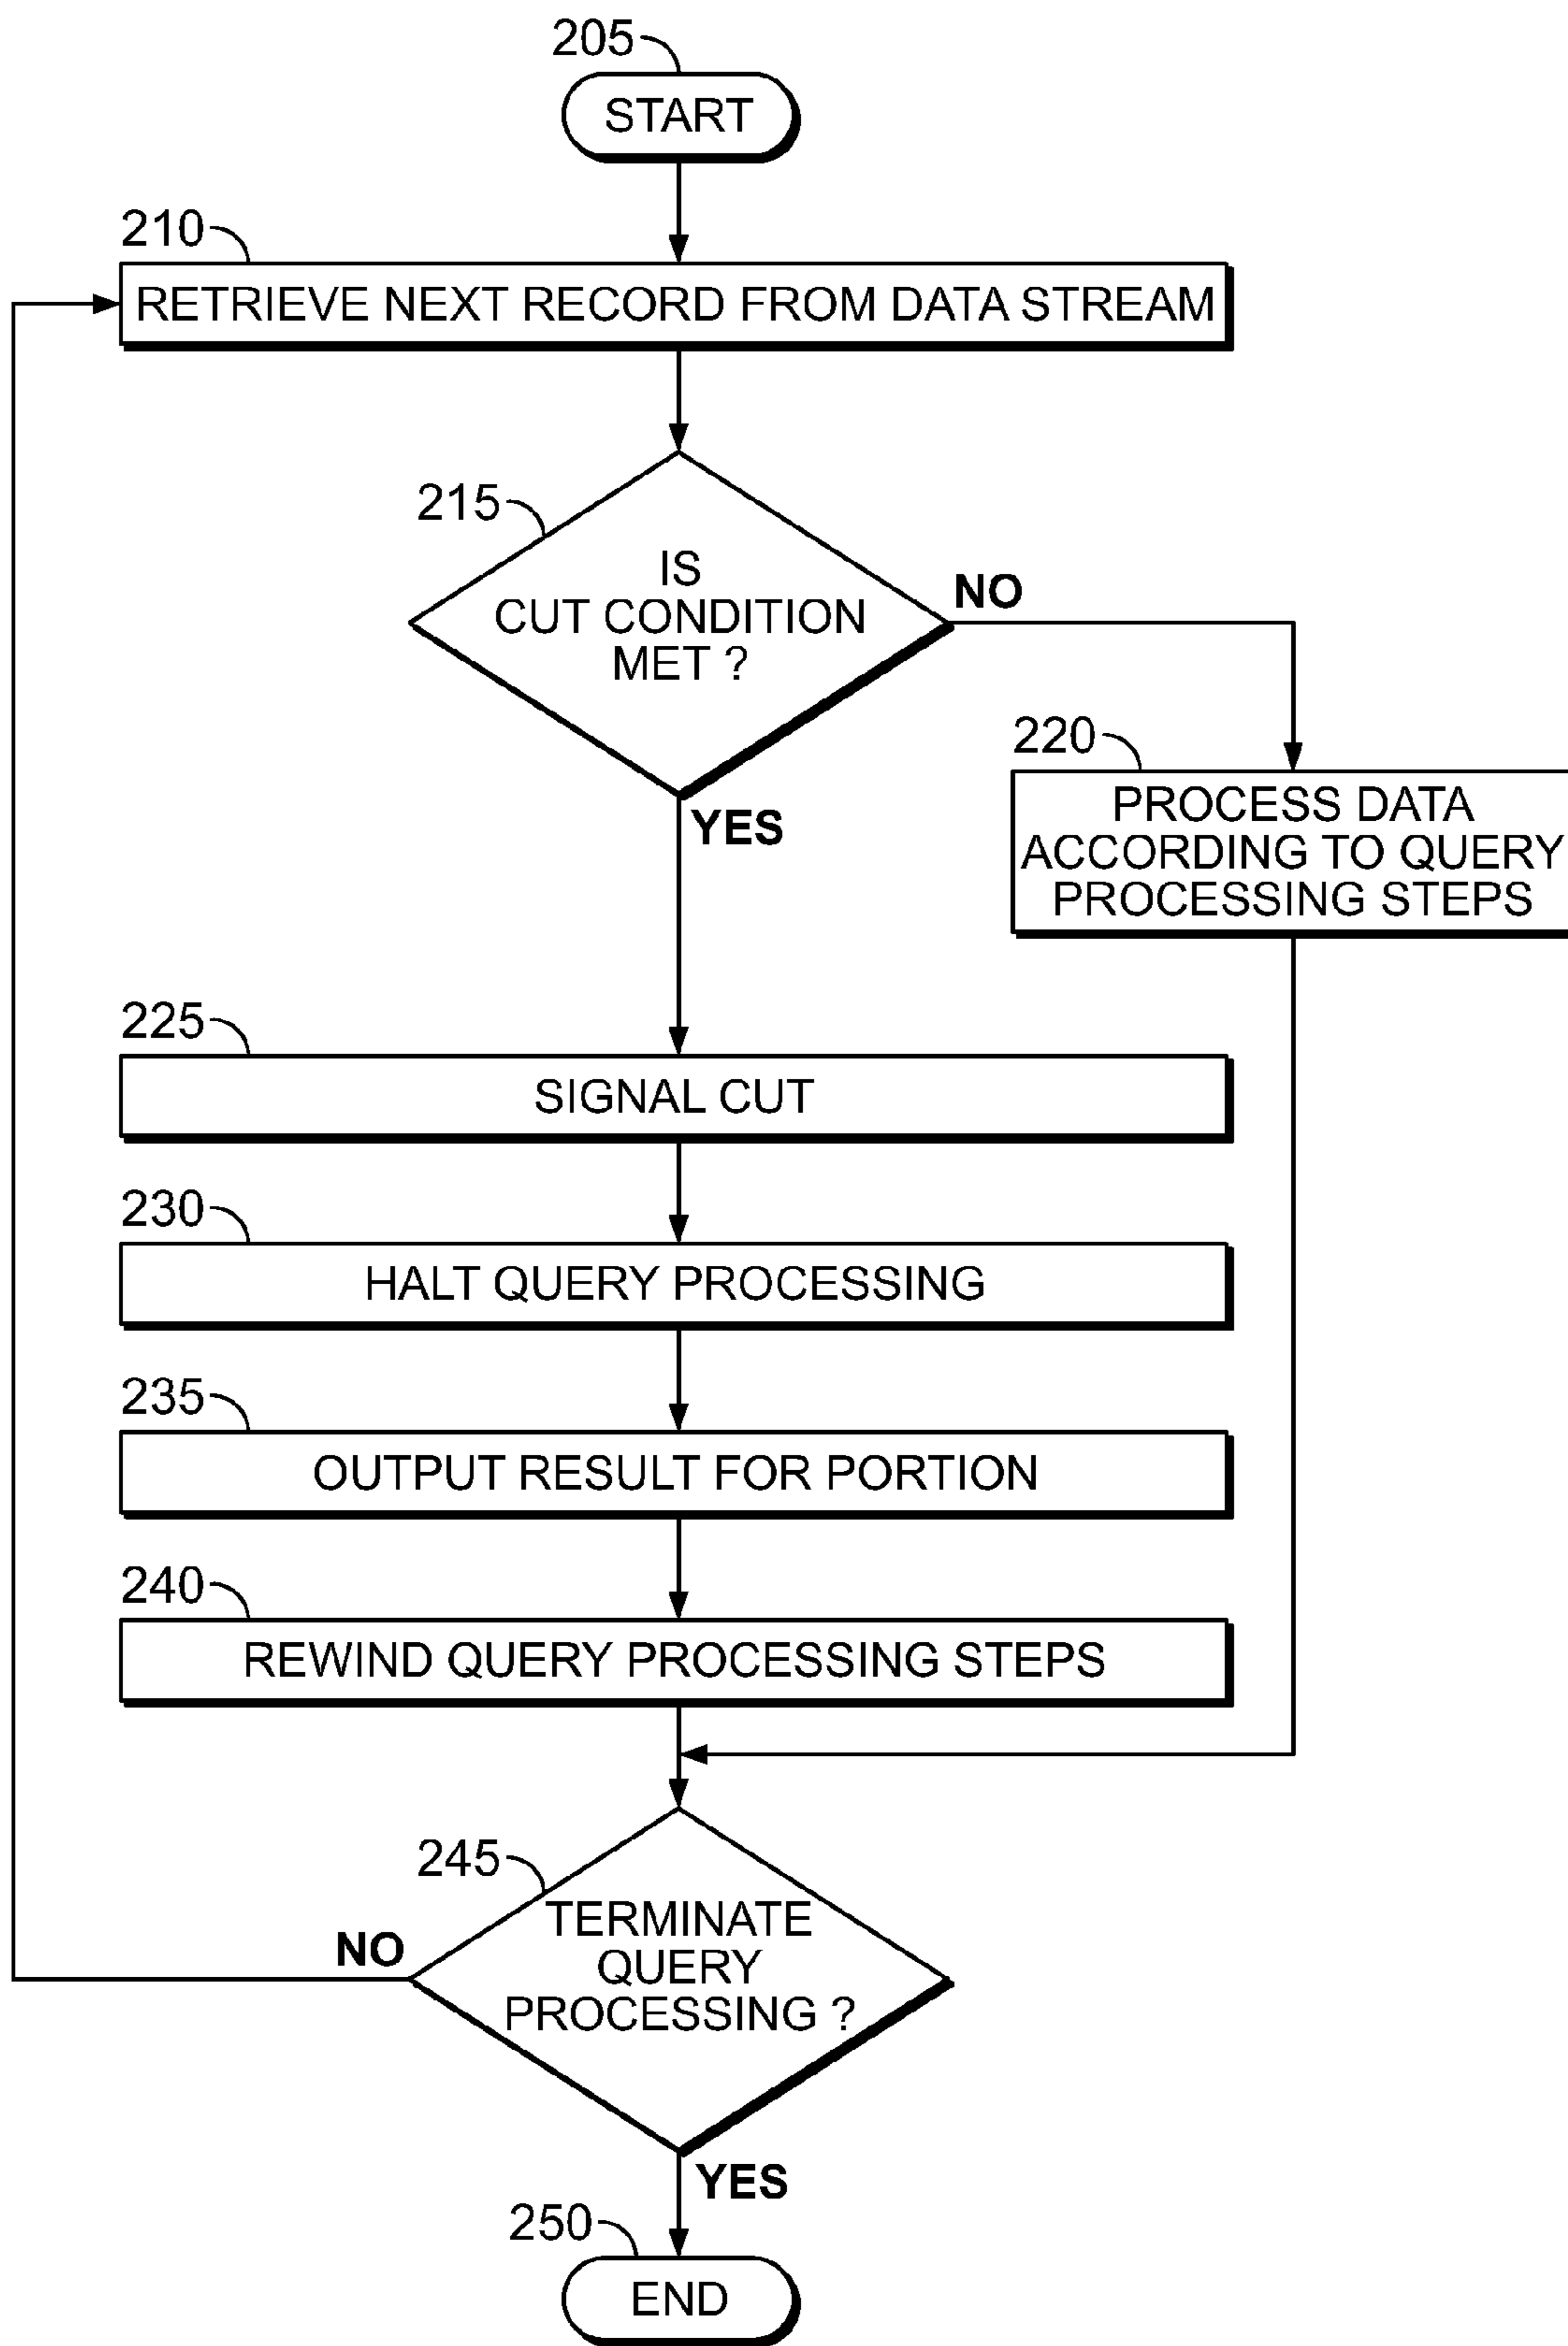 205
START
210
RETRIEVE NEXT RECORD FROM DATA STREAM
215
IS
CUT CONDITION
MET ?
NO
YES
220
PROCESS DATA
ACCORDING TO QUERY
PROCESSING STEPS
225
SIGNAL CUT
230
HALT QUERY PROCESSING
235
OUTPUT RESULT FOR PORTION
240
REWIND QUERY PROCESSING STEPS
245
TERMINATE
QUERY
PROCESSING ?
NO
YES
250
END